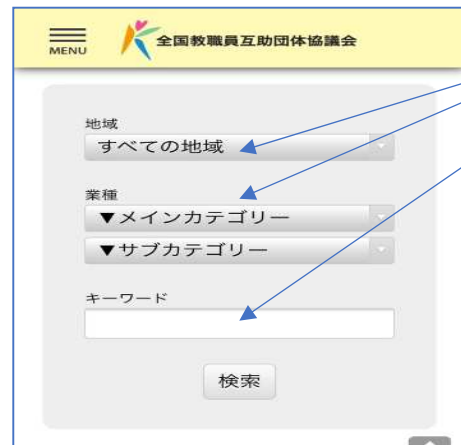 MENU
全国教職員互助団体協議会
地域
すべての地域
業種
▼メインカテゴリー
▼サブカテゴリー
キーワード
検索